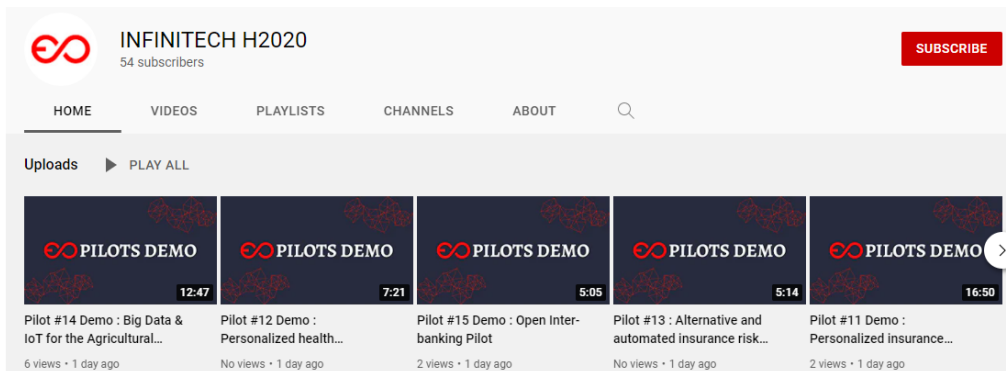 INFINITECH H2020
54 subscribers
SUBSCRIBE
HOME VIDEOS PLAYLISTS CHANNELS ABOUT
Uploads PLAY ALL
PILOTS DEMO PILOTS DEMO PILOTS DEMO PILOTS DEMO PILOTS DEMO
12:47 7:21 5:05 5:14 16:50
Pilot #14 Demo : Big Data & Pilot #12 Demo : Pilot #15 Demo : Open Inter- Pilot #13 : Alternative and Pilot #11 Demo :
IoT for the Agricultural... Personalized health... banking Pilot automated insurance risk... Personalized insurance...
6 views • 1 day ago No views • 1 day ago 2 views • 1 day ago No views • 1 day ago 2 views • 1 day ago